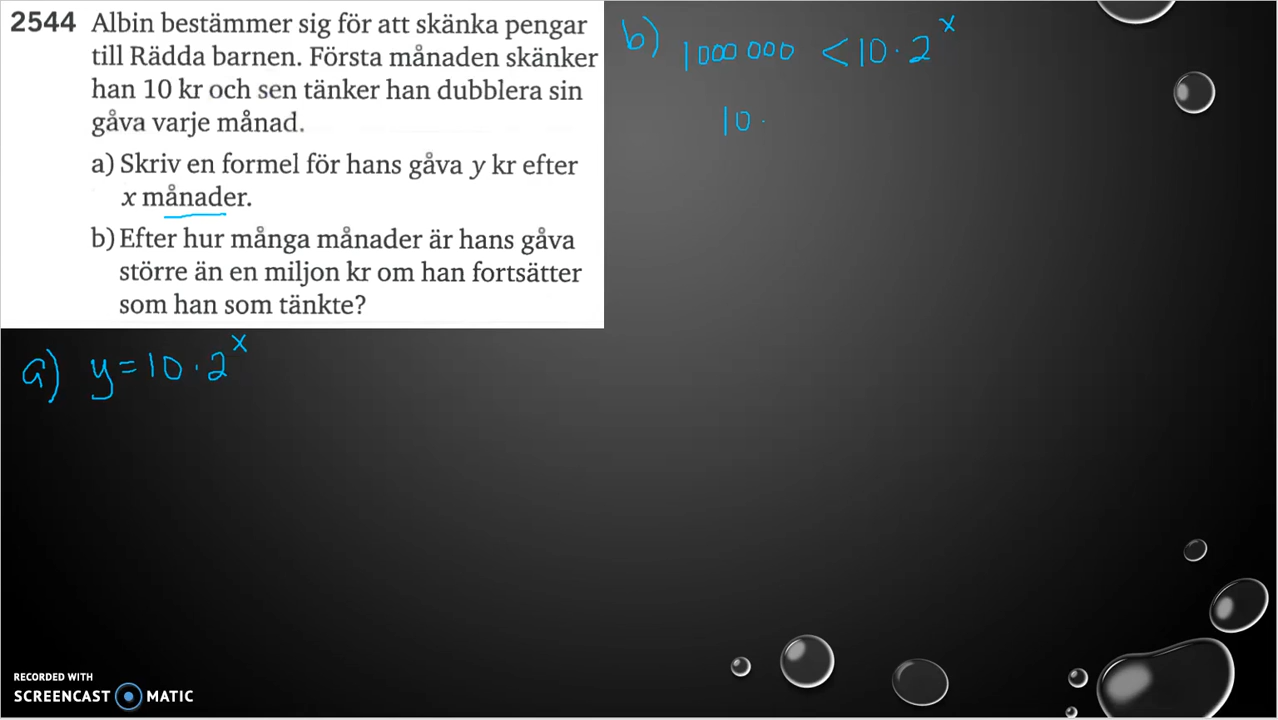 2544 Albin bestämmer sig för att skänka pengar
till Rädda barnen. Första månaden skänker
han 10 kr och sen tänker han dubblera sin
gåva varje månad.
a) Skriv en formel för hans gåva y kr efter
x månader.
b) Efter hur många månader är hans gåva
större än en miljon kr om han fortsätter
som han som tänkte?
a) y = 10 · 2^x
b) 1000 000 < 10 · 2^x
10 ·
RECORDED WITH
SCREENCAST MATIC